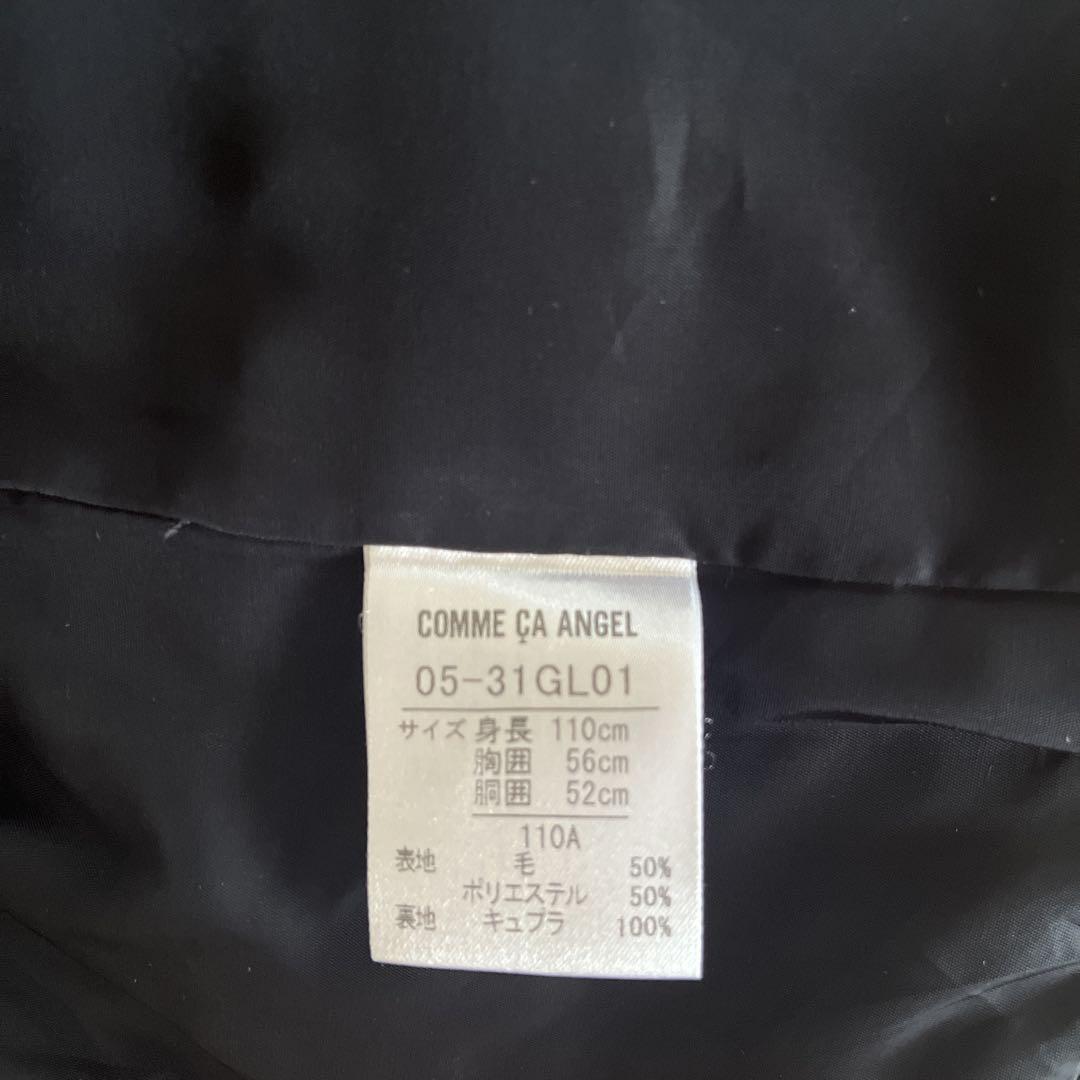 COMME ÇA ANGEL
05-31GL01
サイズ 身長 110cm
胸囲 56cm
胴囲 52cm
110A
表地 毛 50%
ポリエステル 50%
裏地 キュプラ 100%